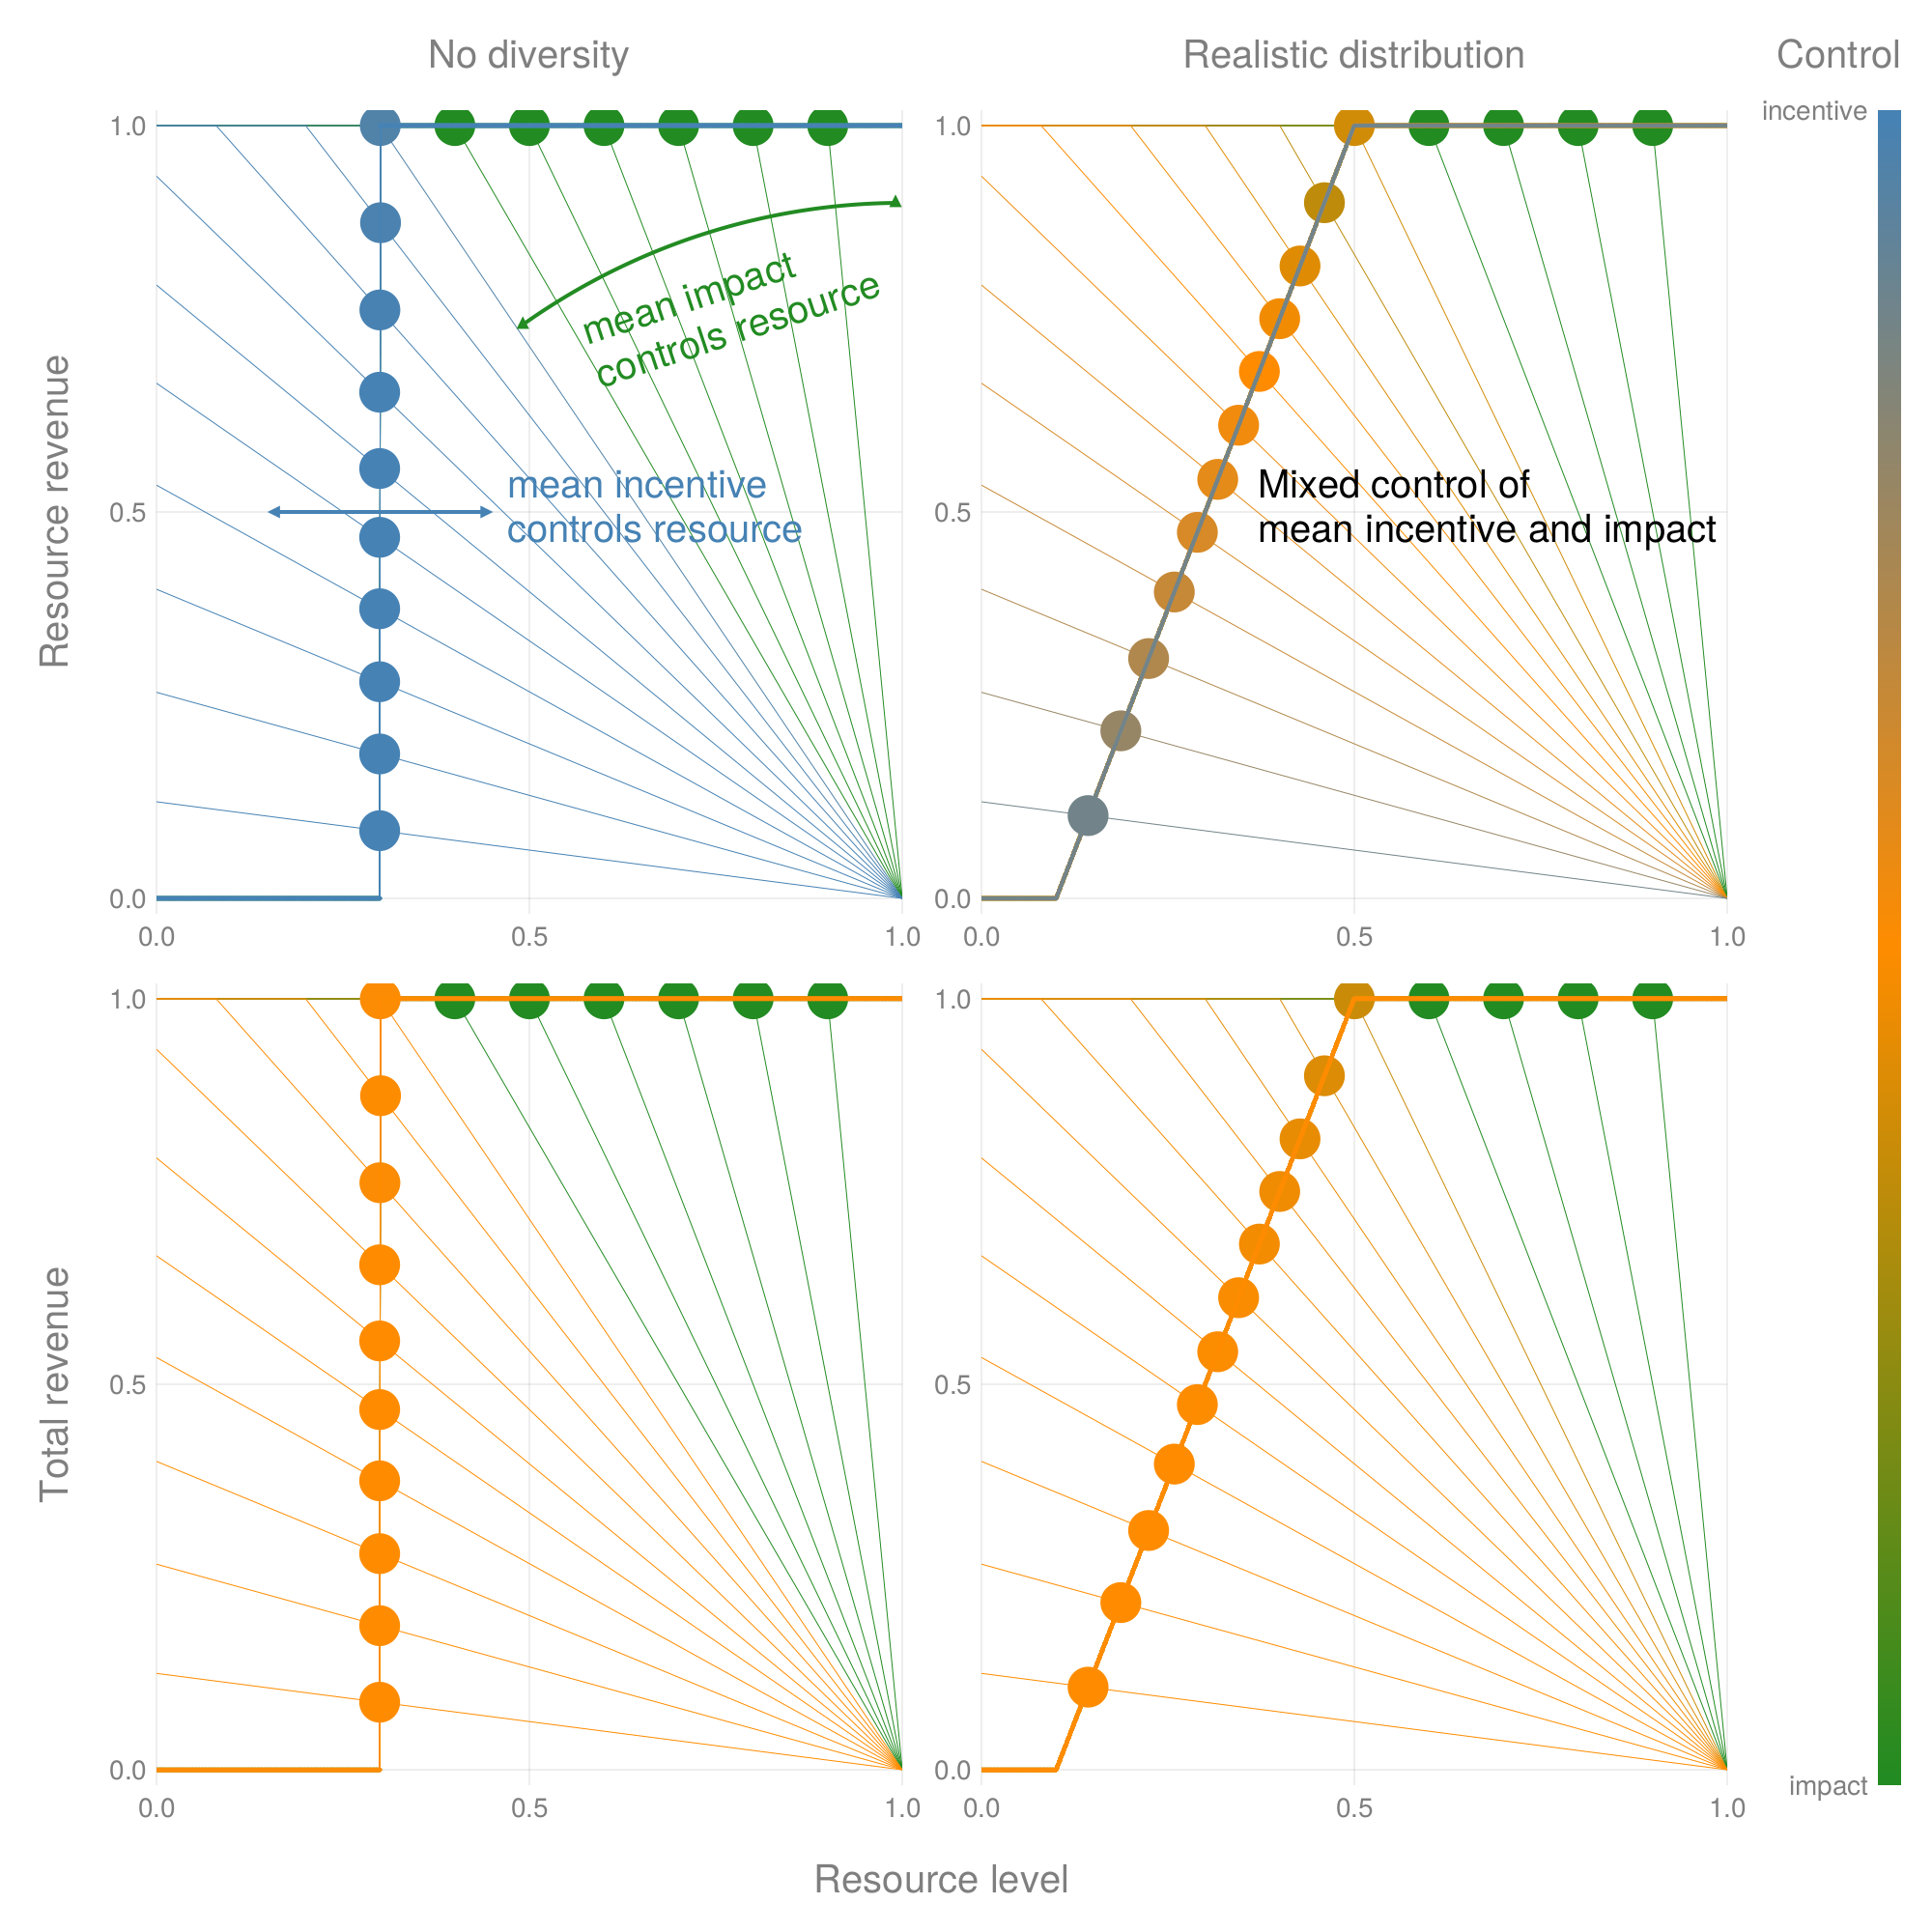 No diversity
Realistic distribution
Control
incentive
impact
Resource revenue
1.0
0.5
0.0
0.0
0.5
1.0
mean impact
controls resource
mean incentive
controls resource
1.0
0.5
0.0
0.0
0.5
1.0
Mixed control of
mean incentive and impact
Total revenue
1.0
0.5
0.0
0.0
0.5
1.0
1.0
0.5
0.0
0.0
0.5
1.0
Resource level